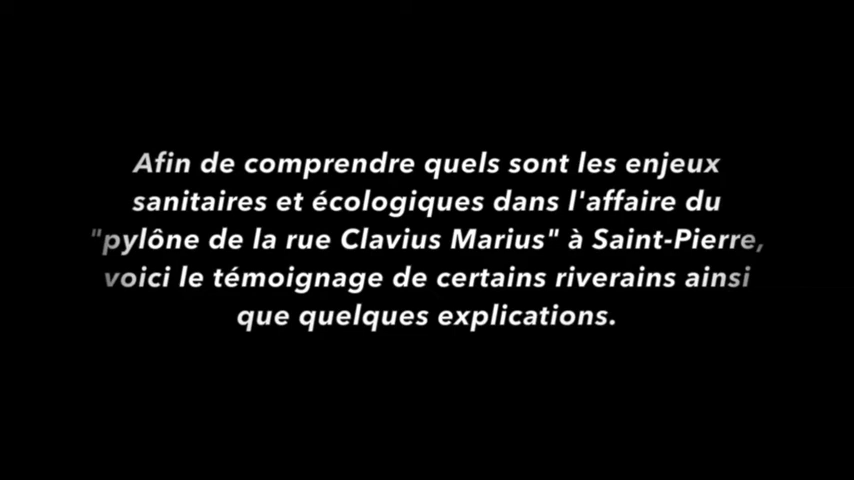 Afin de comprendre quels sont les enjeux
sanitaires et écologiques dans l'affaire du
"pylône de la rue Clavius Marius" à Saint-Pierre,
voici le témoignage de certains riverains ainsi
que quelques explications.